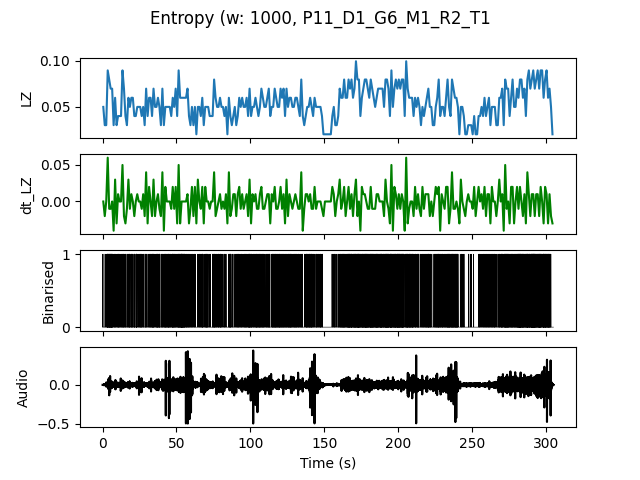 Entropy (w: 1000, P11_D1_G6_M1_R2_T1
0.10
0.05
LZ
0.05
0.00
dt_LZ
1
0
Binarised
0.0
−0.5
Audio
0 50 100 150 200 250 300
Time (s)